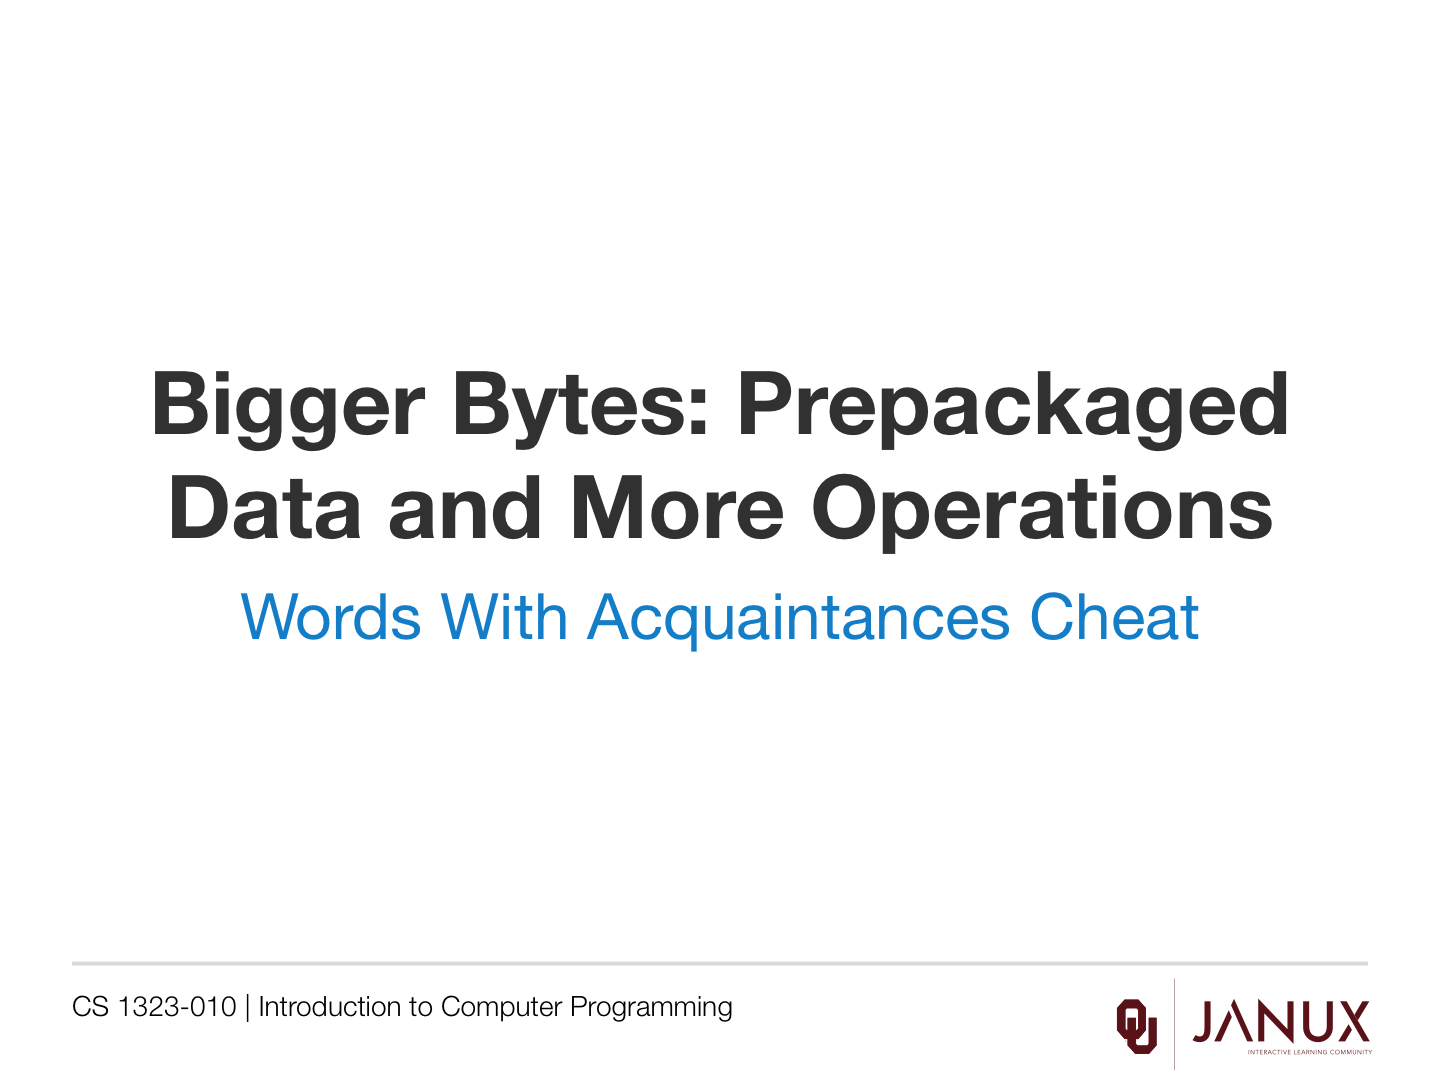 Bigger Bytes: Prepackaged
Data and More Operations
Words With Acquaintances Cheat
CS 1323-010 | Introduction to Computer Programming
OU
JANUX
INTERACTIVE LEARNING COMMUNITY